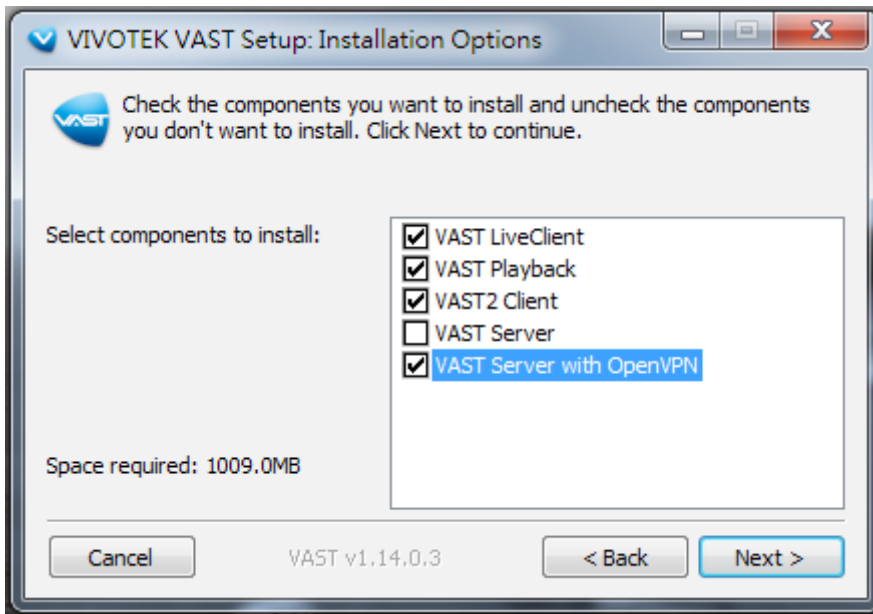 VIVOTEK VAST Setup: Installation Options
VAST
Check the components you want to install and uncheck the components
you don't want to install. Click Next to continue.
Select components to install:
VAST LiveClient
VAST Playback
VAST2 Client
VAST Server
VAST Server with OpenVPN
Space required: 1009.0MB
Cancel
VAST v1.14.0.3
< Back
Next >